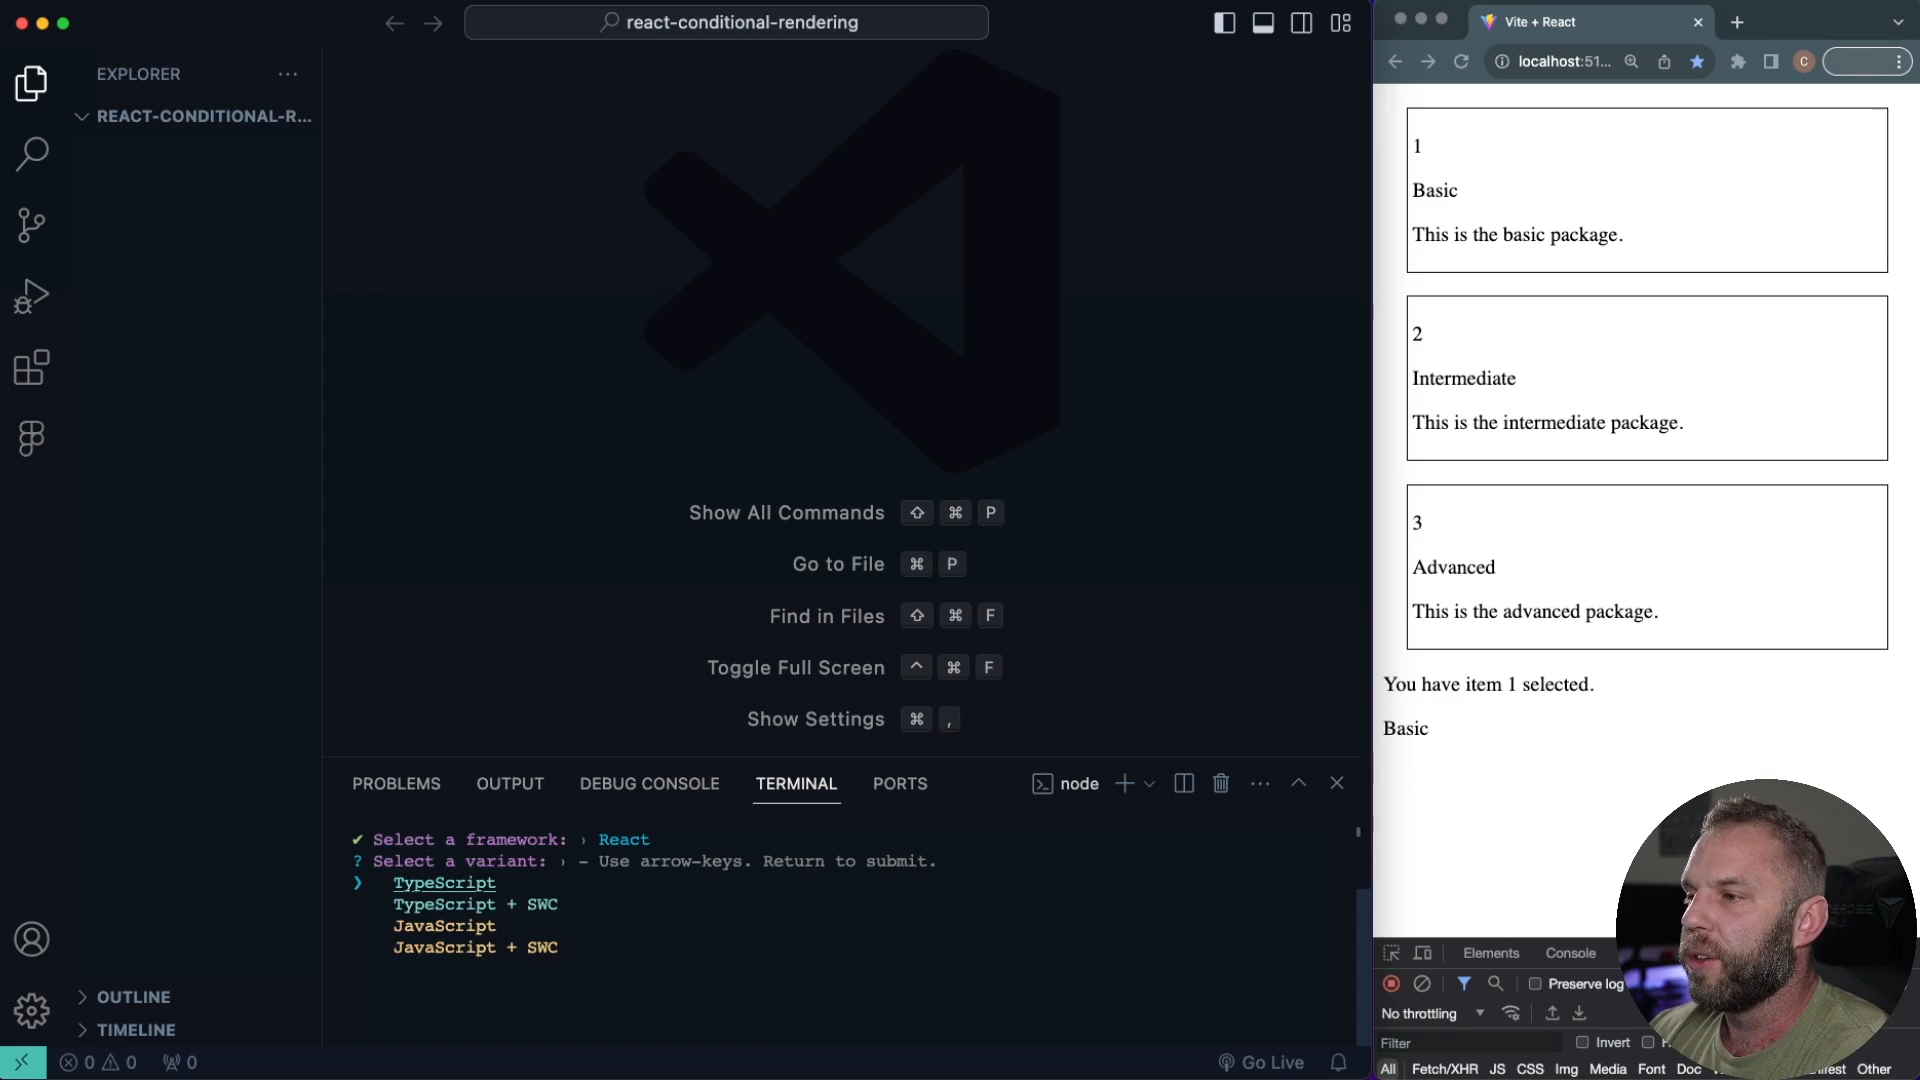 react-conditional-rendering
EXPLORER
REACT-CONDITIONAL-R...
Show All Commands ⇧ ⌘ P
Go to File ⌘ P
Find in Files ⇧ ⌘ F
Toggle Full Screen ^ ⌘ F
Show Settings ⌘ ,
PROBLEMS OUTPUT DEBUG CONSOLE TERMINAL PORTS
node
✔ Select a framework: › React
? Select a variant: › - Use arrow-keys. Return to submit.
❯ TypeScript
TypeScript + SWC
JavaScript
JavaScript + SWC
OUTLINE
TIMELINE
0 0 0
Go Live
Vite + React
localhost:51...
C
1
Basic
This is the basic package.
2
Intermediate
This is the intermediate package.
3
Advanced
This is the advanced package.
You have item 1 selected.
Basic
Elements Console
Preserve log
No throttling
Filter
Invert
All Fetch/XHR JS CSS Img Media Font Doc
Other